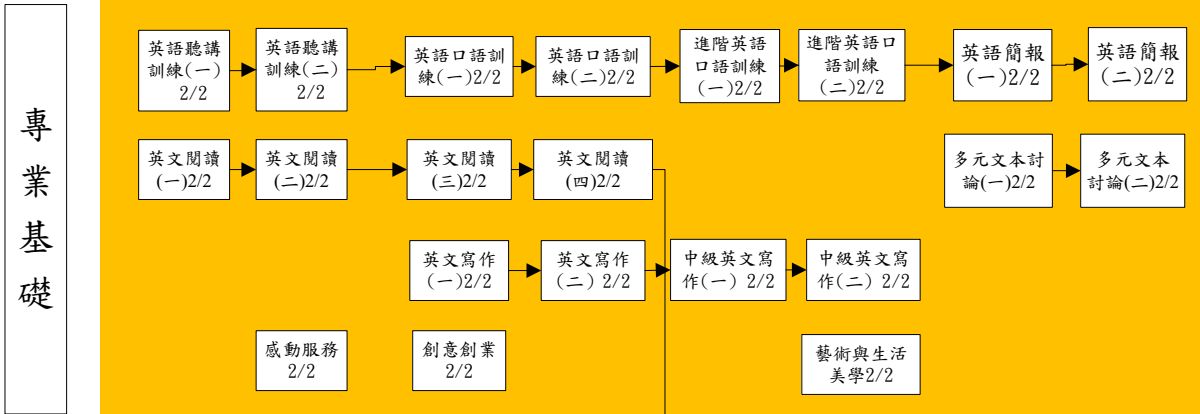 專業基礎
英語聽講
訓練(一)
2/2
英語聽講
訓練(二)
2/2
英語口語訓
練(一)2/2
英語口語訓
練(二)2/2
進階英語
口語訓練
(一)2/2
進階英語口
語訓練
(二)2/2
英語簡報
(一)2/2
英語簡報
(二)2/2
英文閱讀
(一)2/2
英文閱讀
(二)2/2
英文閱讀
(三)2/2
英文閱讀
(四)2/2
多元文本討
論(一)2/2
多元文本
討論(二)2/2
英文寫作
(一)2/2
英文寫作
(二) 2/2
中級英文寫
作(一) 2/2
中級英文寫
作(二) 2/2
感動服務
2/2
創意創業
2/2
藝術與生活
美學2/2